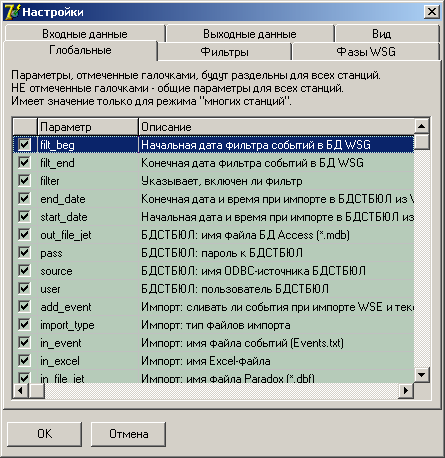 Настройки
Входные данные Выходные данные Вид
Глобальные Фильтры Фазы WSG
Параметры, отмеченные галочками, будут раздельны для всех станций.
НЕ отмеченные галочками - общие параметры для всех станций.
Имеет значение только для режима "многих станций".
Параметр Описание
filt_beg Начальная дата фильтра событий в БД WSG
filt_end Конечная дата фильтра событий в БД WSG
filter Указывает, включен ли фильтр
end_date Конечная дата и время при импорте в БДСТБЮЛ из V
start_date Начальная дата и время при импорте в БДСТБЮЛ из
out_file_jet БДСТБЮЛ: имя файла БД Access (*.mdb)
pass БДСТБЮЛ: пароль к БДСТБЮЛ
source БДСТБЮЛ: имя ODBC-источника БДСТБЮЛ
user БДСТБЮЛ: пользователь БДСТБЮЛ
add_event Импорт: сливать ли события при импорте WSE и теку
import_type Импорт: тип файлов импорта
in_event Импорт: имя файла событий (Events.txt)
in_excel Импорт: имя Excel-файла
in_file_jet Импорт: имя файла Paradox (*.dbf)
OK Отмена